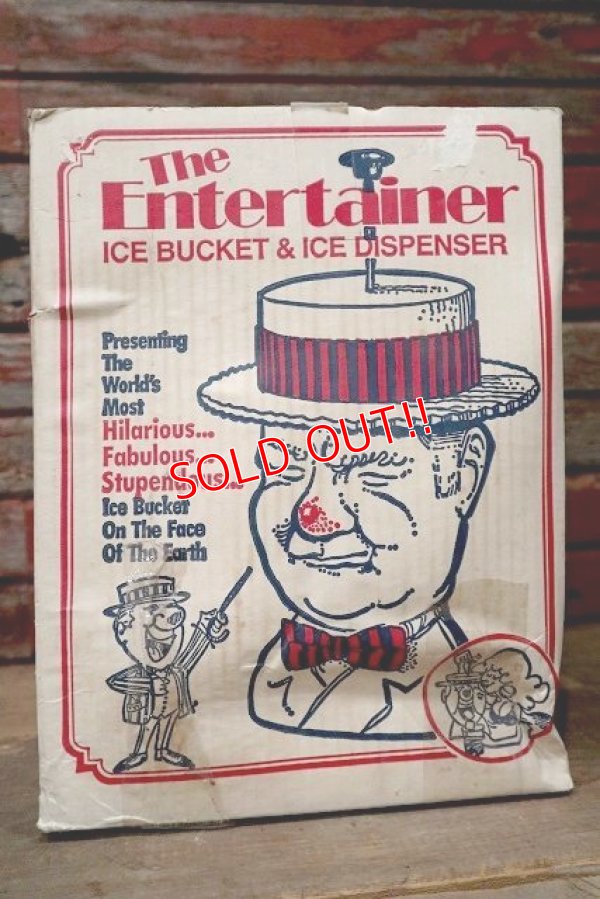 The
Entertainer
ICE BUCKET & ICE DISPENSER
Presenting
The
World's
Most
Hilarious...
Fabulous...
Stupendous...
Ice Bucket
On The Face
Of The Earth
SOLD OUT!!